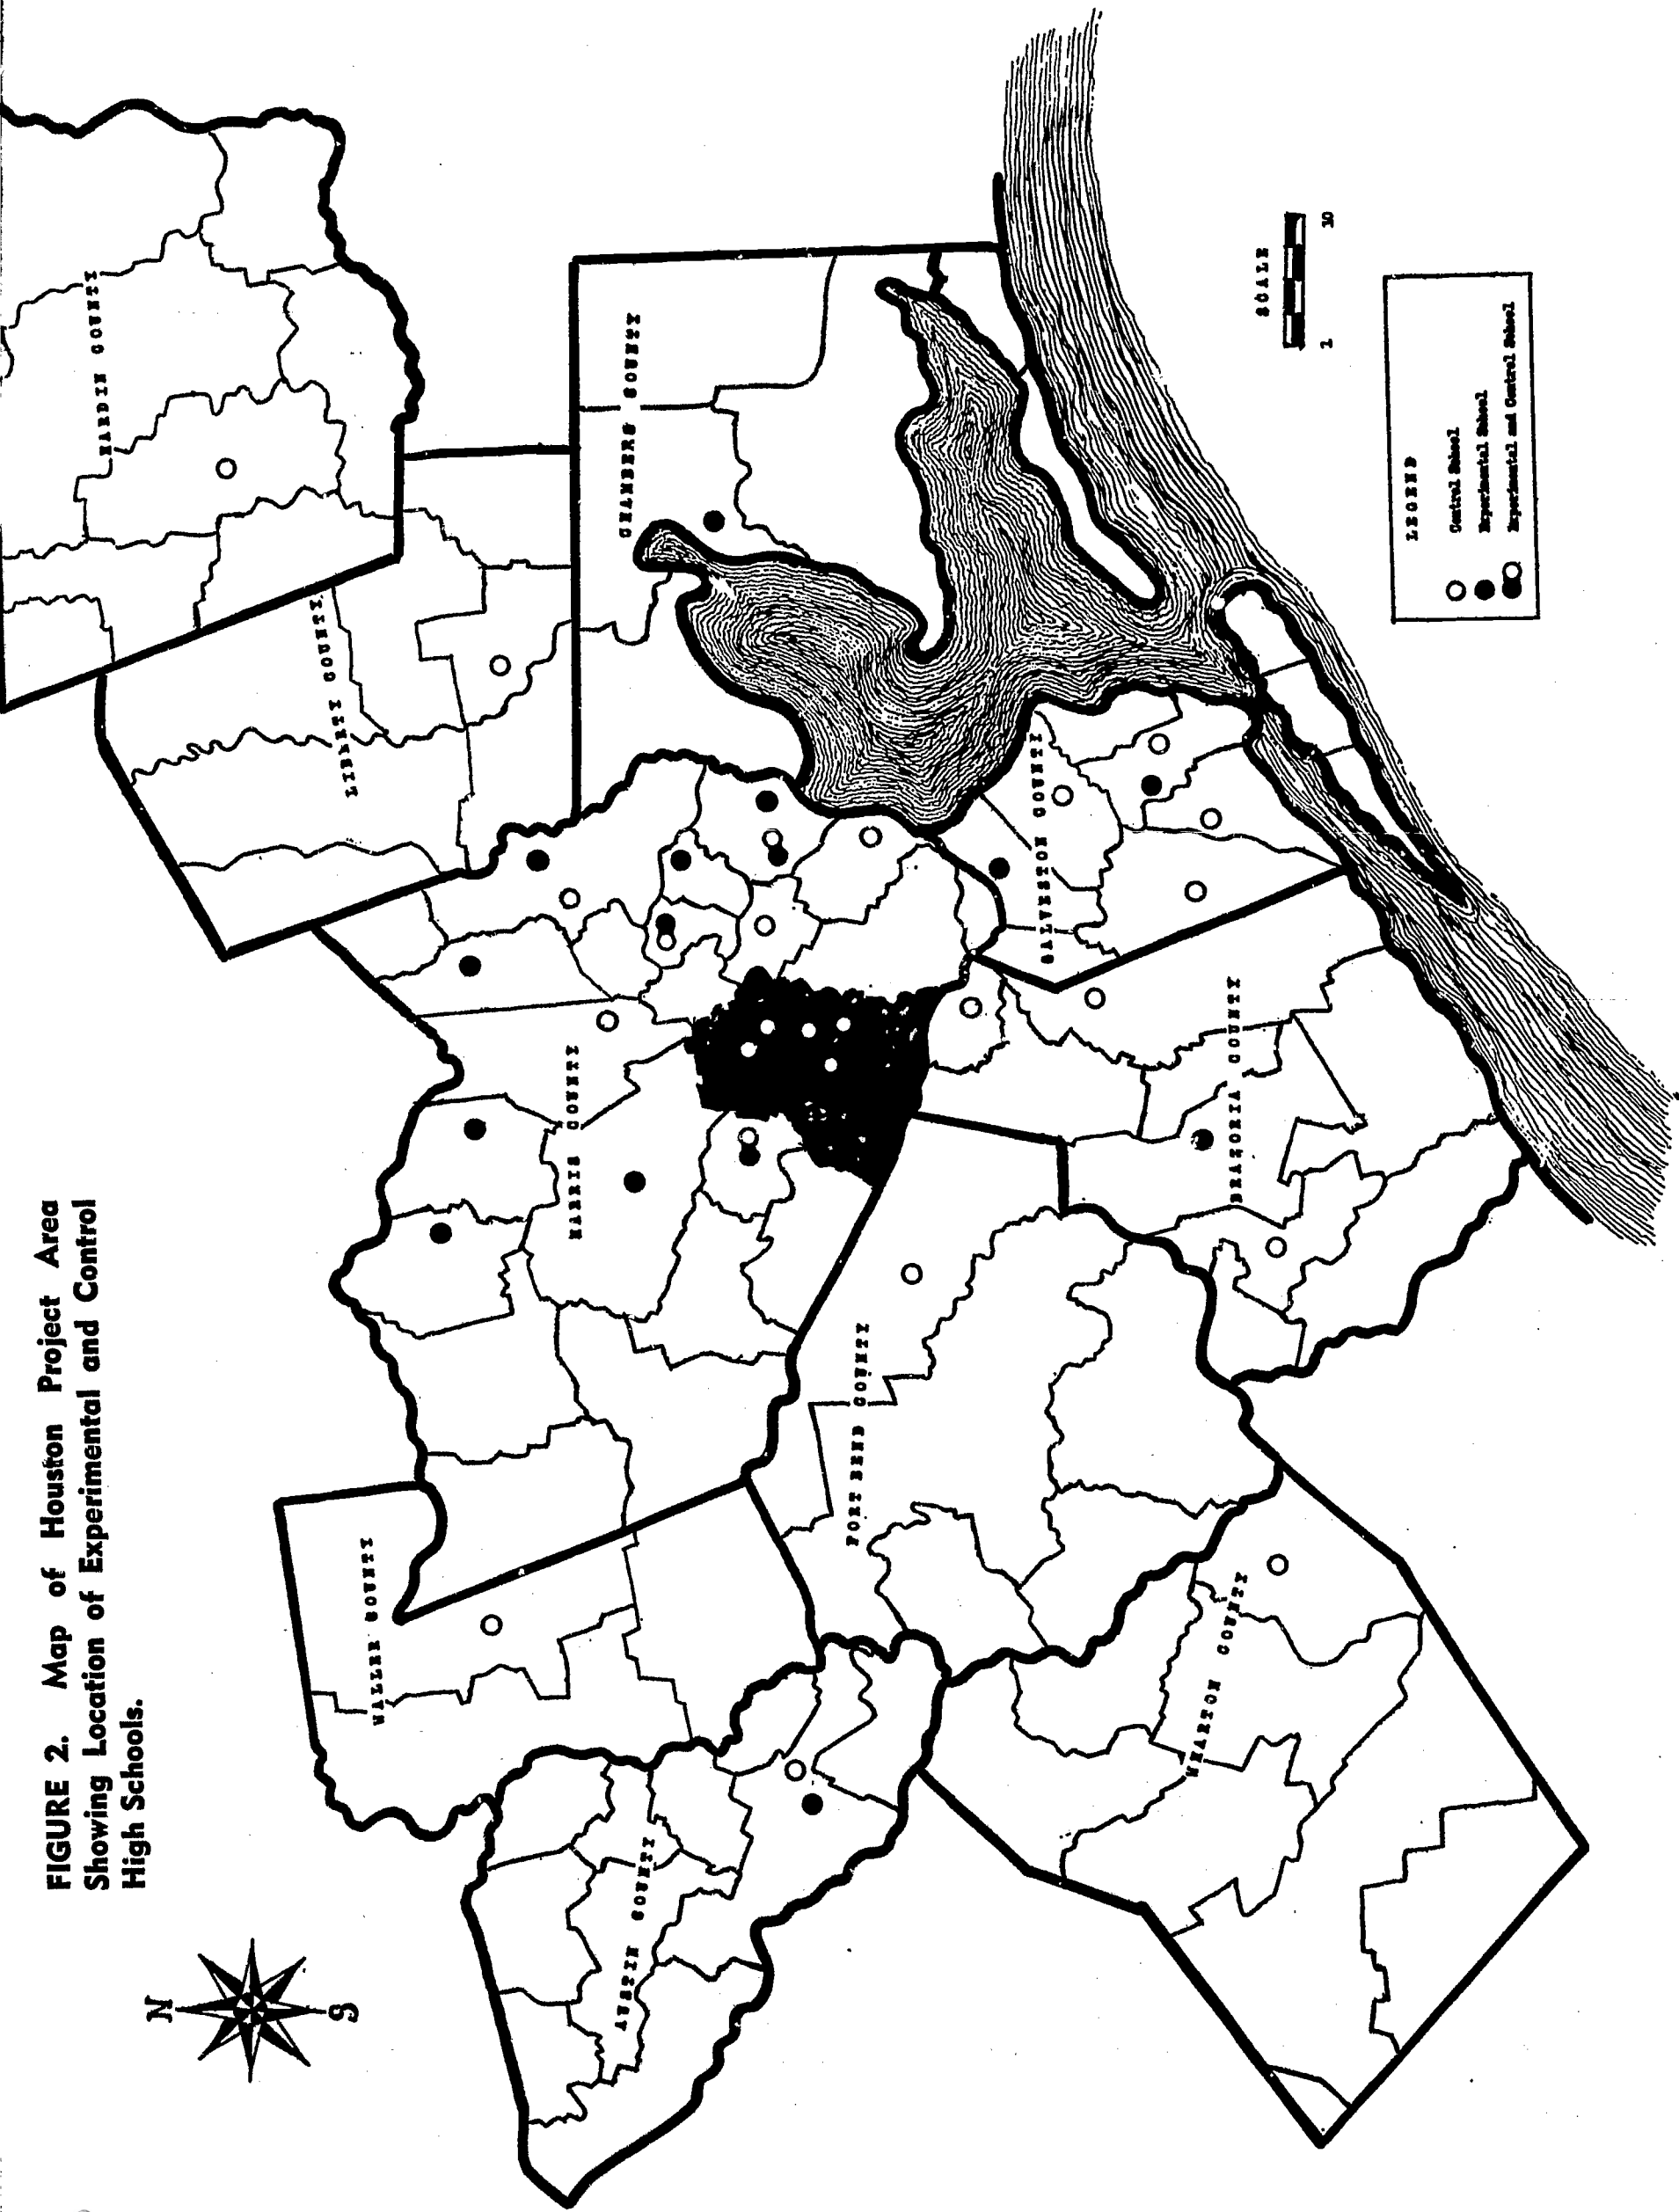 FIGURE 2. Map of Houston Project Area
Showing Location of Experimental and Control
High Schools.
N
S
HARDIN COUNTY
LIBERTY COUNTY
CHAMBERS COUNTY
HARRIS COUNTY
WALLER COUNTY
AUSTIN COUNTY
FORT BEND COUNTY
GALVESTON COUNTY
BRAZORIA COUNTY
WHARTON COUNTY
SCALE
1 10
LEGEND
Control School
Experimental School
Experimental and Control School